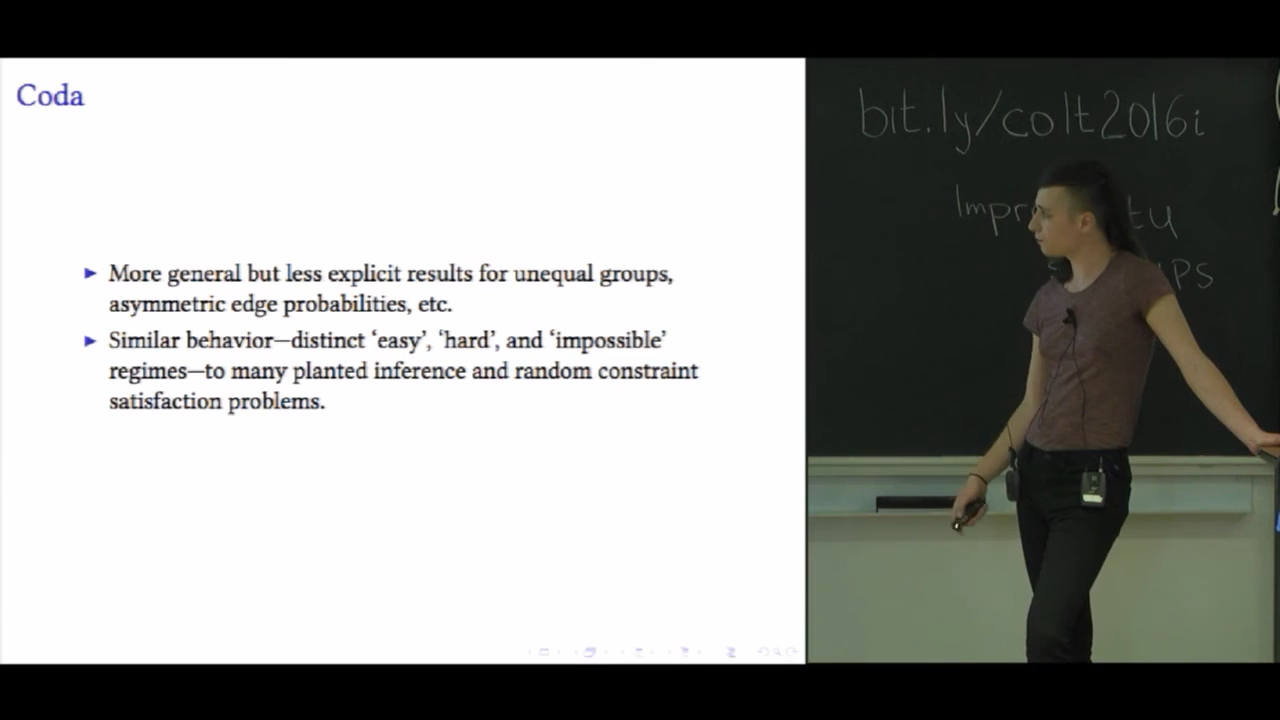 Coda
► More general but less explicit results for unequal groups,
asymmetric edge probabilities, etc.
► Similar behavior—distinct ‘easy’, ‘hard’, and ‘impossible’
regimes—to many planted inference and random constraint
satisfaction problems.
bit.ly/colt2016i